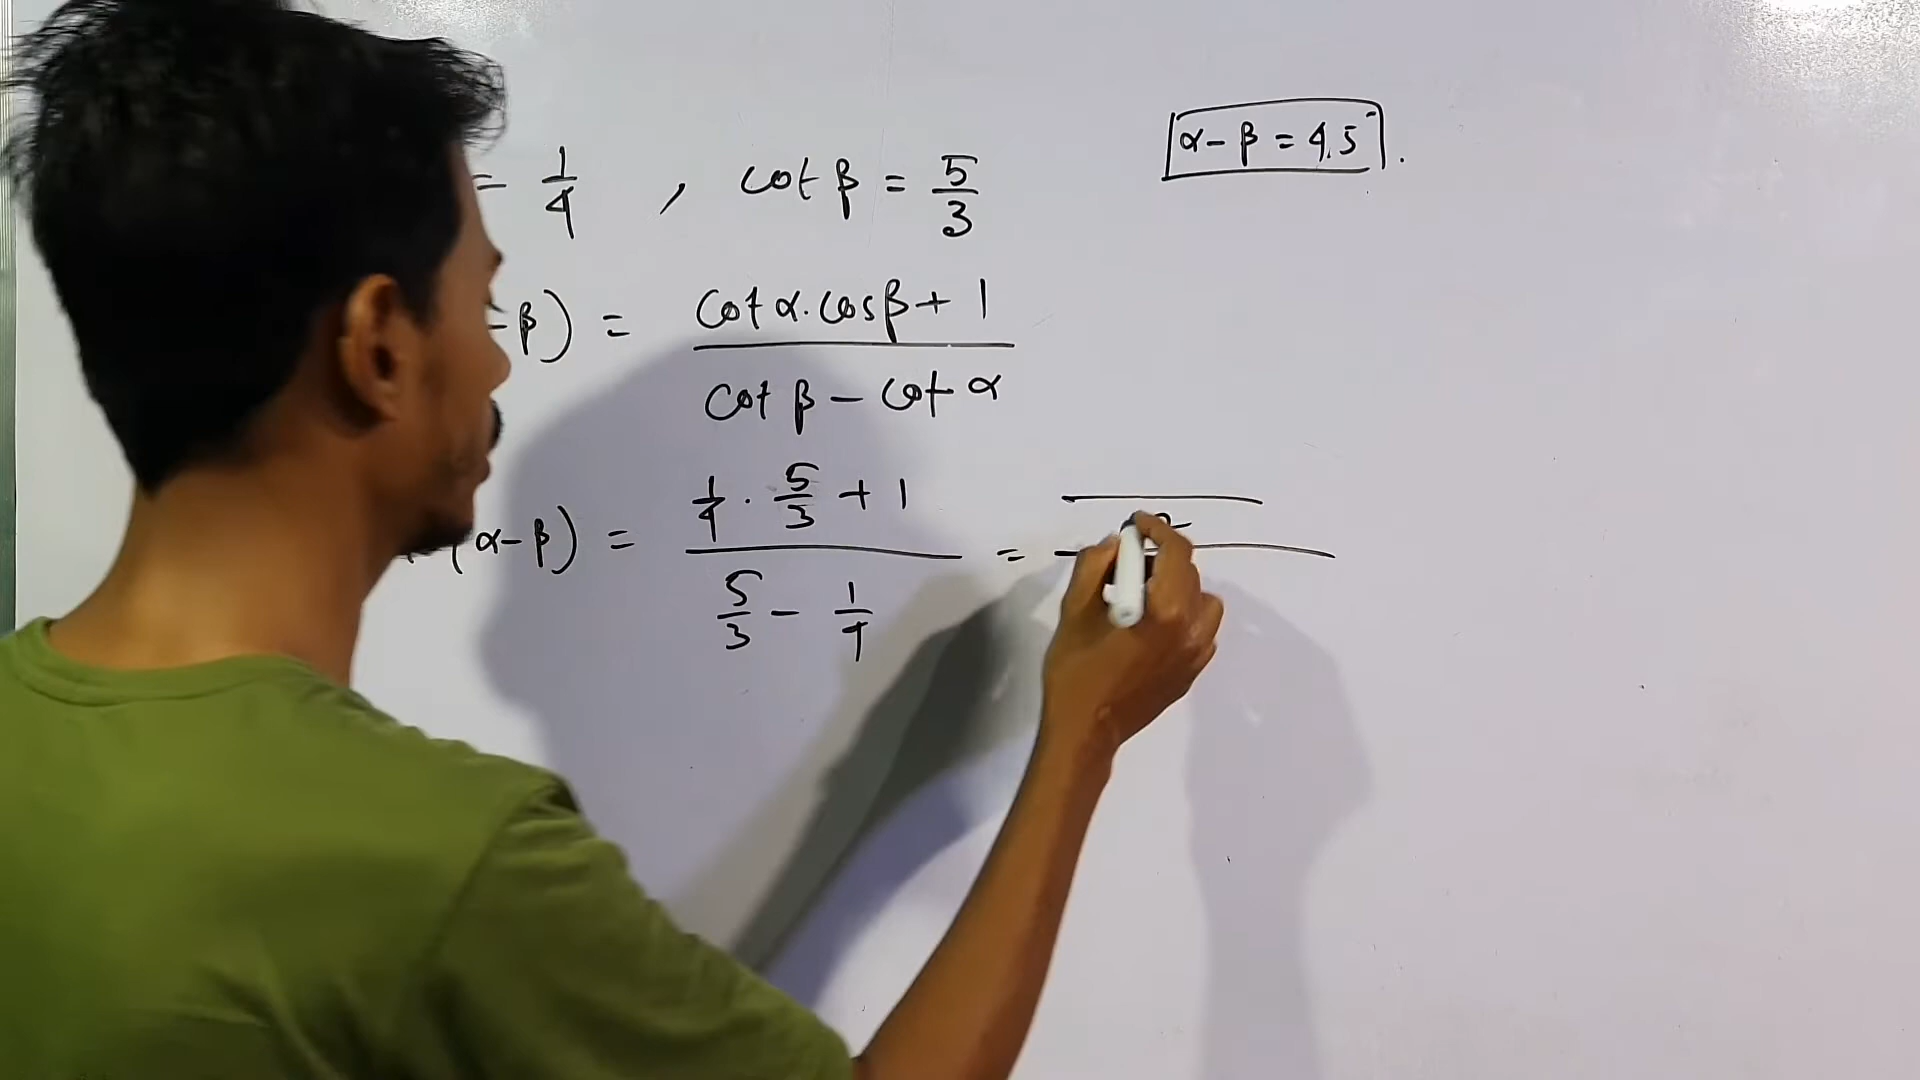 α-β = 45°.
= 1/4 , cot β = 5/3
-β) = (cot α. cosβ + 1)/(cot β - cot α)
(α-β) = (1/4 . 5/3 + 1)/(5/3 - 1/4) =